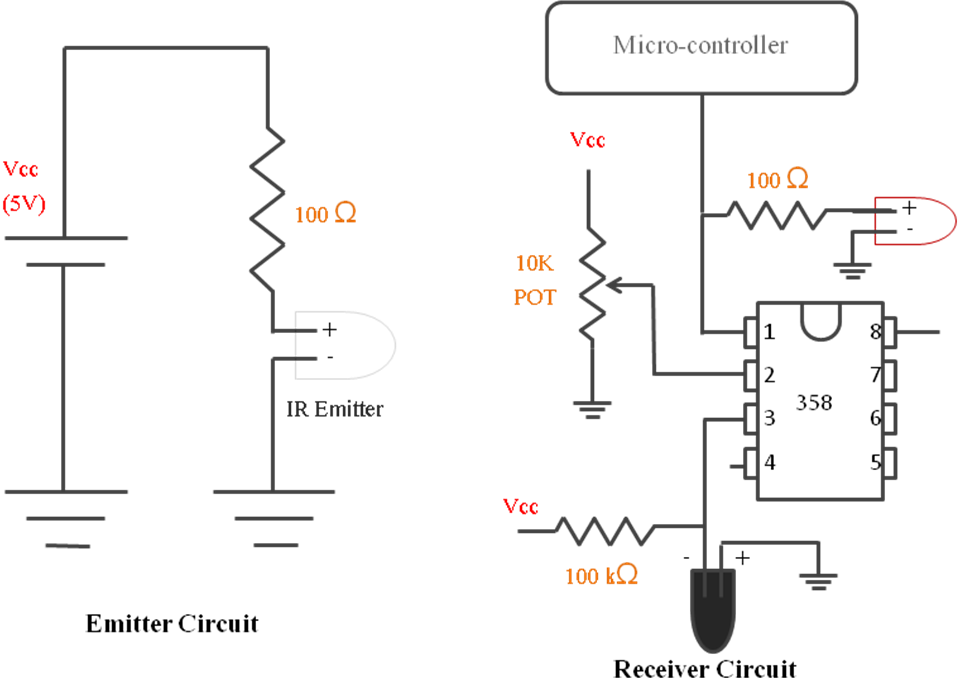 Vcc
(5V)
100 Ω
+
-
IR Emitter
Emitter Circuit
Micro-controller
Vcc
100 Ω
+
-
10K
POT
1
2
3
4
358
8
7
6
5
Vcc
100 kΩ
-
+
Receiver Circuit